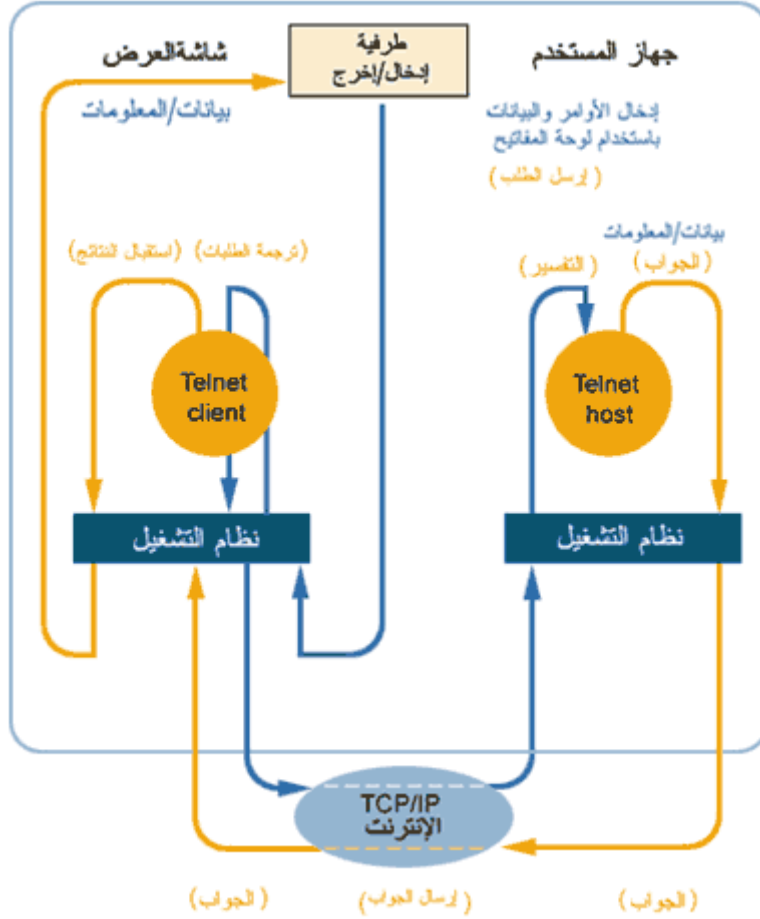 جهاز المستخدم
طرفية
إدخال/إخرج
شاشةالعرض
إدخال الأوامر والبيانات
باستخدام لوحة المفاتيح
(إرسل الطلب)
بيانات/المعلومات
بيانات/المعلومات
(الجواب)
(التفسير)
(ترجمة الطلبات)
(استقبال النتائج)
Telnet
host
Telnet
client
نظام التشغيل
نظام التشغيل
TCP/IP
الإنترنت
(الجواب)
(إرسال الجواب)
(الجواب)